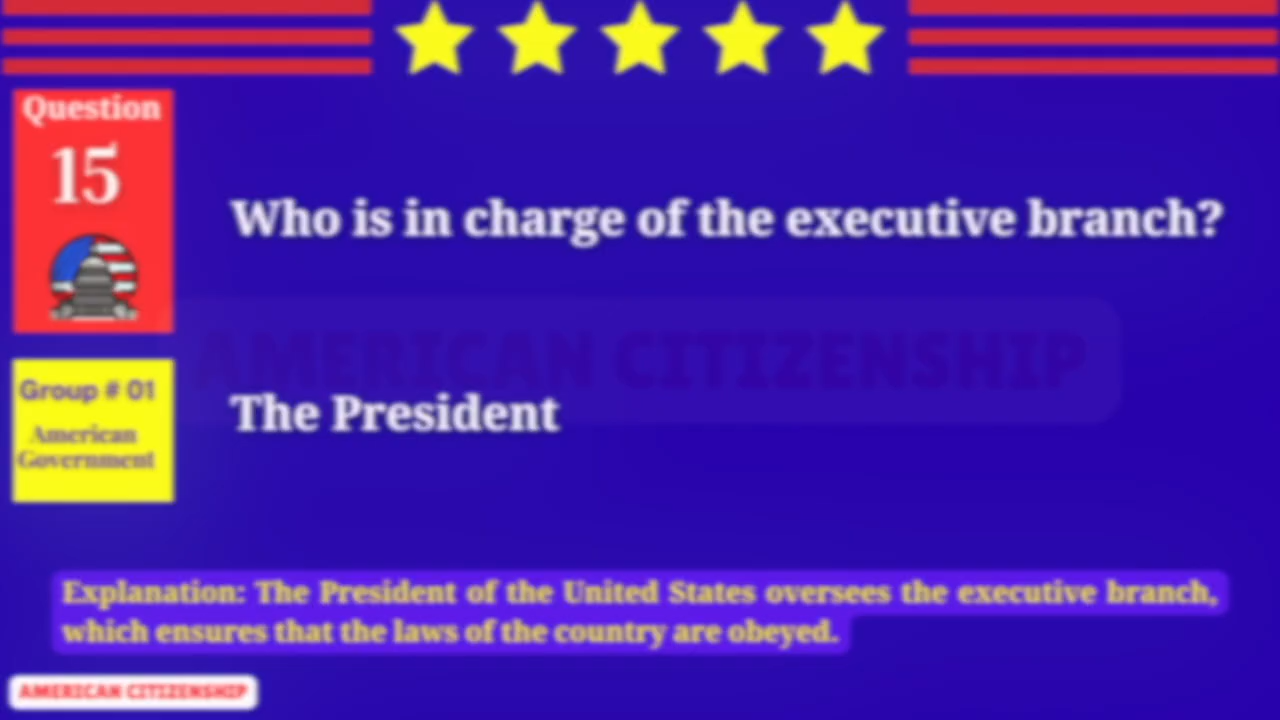 Question
15
Who is in charge of the executive branch?
AMERICAN CITIZENSHIP
Group # 01
American
Government
The President
Explanation: The President of the United States oversees the executive branch,
which ensures that the laws of the country are obeyed.
AMERICAN CITIZENSHIP